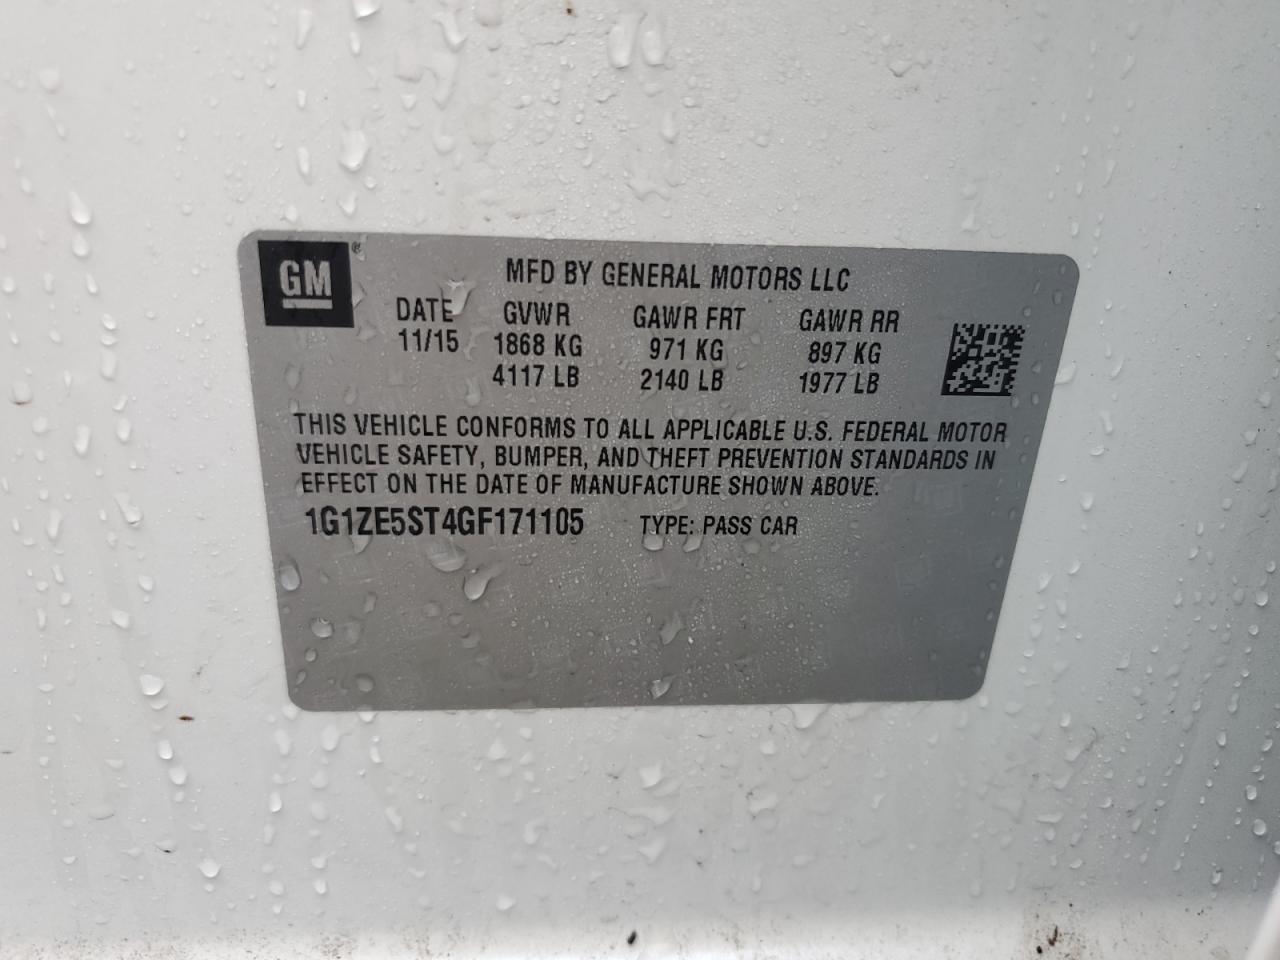 GM®
MFD BY GENERAL MOTORS LLC
DATE GVWR GAWR FRT GAWR RR
11/15 1868 KG 971 KG 897 KG
4117 LB 2140 LB 1977 LB
THIS VEHICLE CONFORMS TO ALL APPLICABLE U.S. FEDERAL MOTOR
VEHICLE SAFETY, BUMPER, AND THEFT PREVENTION STANDARDS IN
EFFECT ON THE DATE OF MANUFACTURE SHOWN ABOVE.
1G1ZE5ST4GF171105 TYPE: PASS CAR